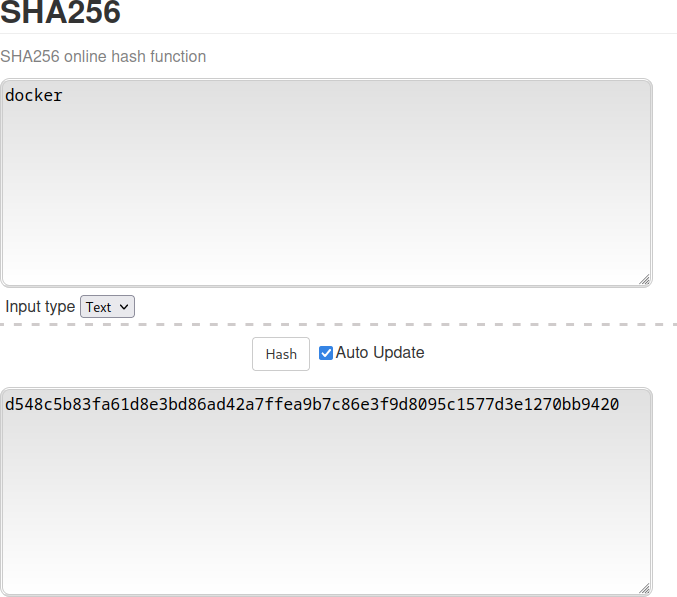 SHA256
SHA256 online hash function
docker
Input type Text
Hash Auto Update
d548c5b83fa61d8e3bd86ad42a7ffea9b7c86e3f9d8095c1577d3e1270bb9420